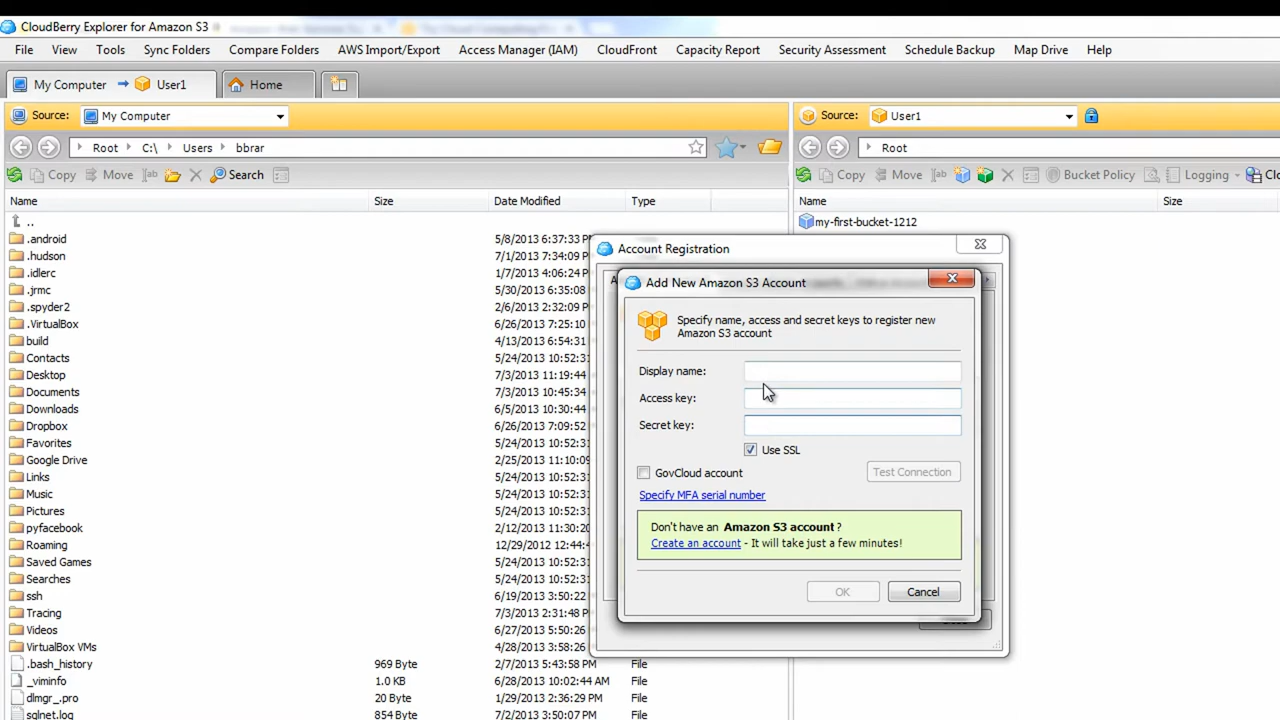 CloudBerry Explorer for Amazon S3
File View Tools Sync Folders Compare Folders AWS Import/Export Access Manager (IAM) CloudFront Capacity Report Security Assessment Schedule Backup Map Drive Help
My Computer User1 Home
Source: My Computer
Root C:\ Users bbrar
Copy Move Search
Name Size Date Modified Type
..
.android 5/8/2013 6:37:33 P
.hudson 7/1/2013 7:34:09 P
.idlerc 1/7/2013 4:06:24 P
.jrmc 5/30/2013 6:35:08
.spyder2 2/6/2013 2:32:09 P
.VirtualBox 6/26/2013 7:25:10
build 4/13/2013 6:54:31
Contacts 5/24/2013 10:52:31
Desktop 7/3/2013 11:19:44
Documents 7/3/2013 10:45:34
Downloads 6/5/2013 10:30:43
Dropbox 6/26/2013 7:09:52
Favorites 5/24/2013 10:52:3
Google Drive 2/25/2013 11:10:09
Links 5/24/2013 10:52:3
Music 5/24/2013 10:52:3
Pictures 5/24/2013 10:52:3
pyfacebook 2/12/2013 11:30:2
Roaming 12/29/2012 12:44:
Saved Games 5/24/2013 10:52:3
Searches 5/24/2013 10:52:3
ssh 6/19/2013 3:50:42
Tracing 7/3/2013 2:31:48 P
Videos 6/27/2013 5:50:26
VirtualBox VMs 4/28/2013 3:58:26
.bash_history 969 Byte 2/7/2013 5:43:58 PM File
_viminfo 1.0 KB 6/28/2013 10:02:44 AM File
dlmgr_.pro 20 Byte 1/29/2013 2:36:29 PM File
sqlnet.log 854 Byte 7/2/2013 3:50:07 PM File
Source: User1
Root
Copy Move Bucket Policy Logging Clo
Name Size
my-first-bucket-1212
Account Registration
Add New Amazon S3 Account
Specify name, access and secret keys to register new
Amazon S3 account
Display name:
Access key:
Secret key:
Use SSL
GovCloud account Test Connection
Specify MFA serial number
Don't have an Amazon S3 account?
Create an account - It will take just a few minutes!
OK Cancel